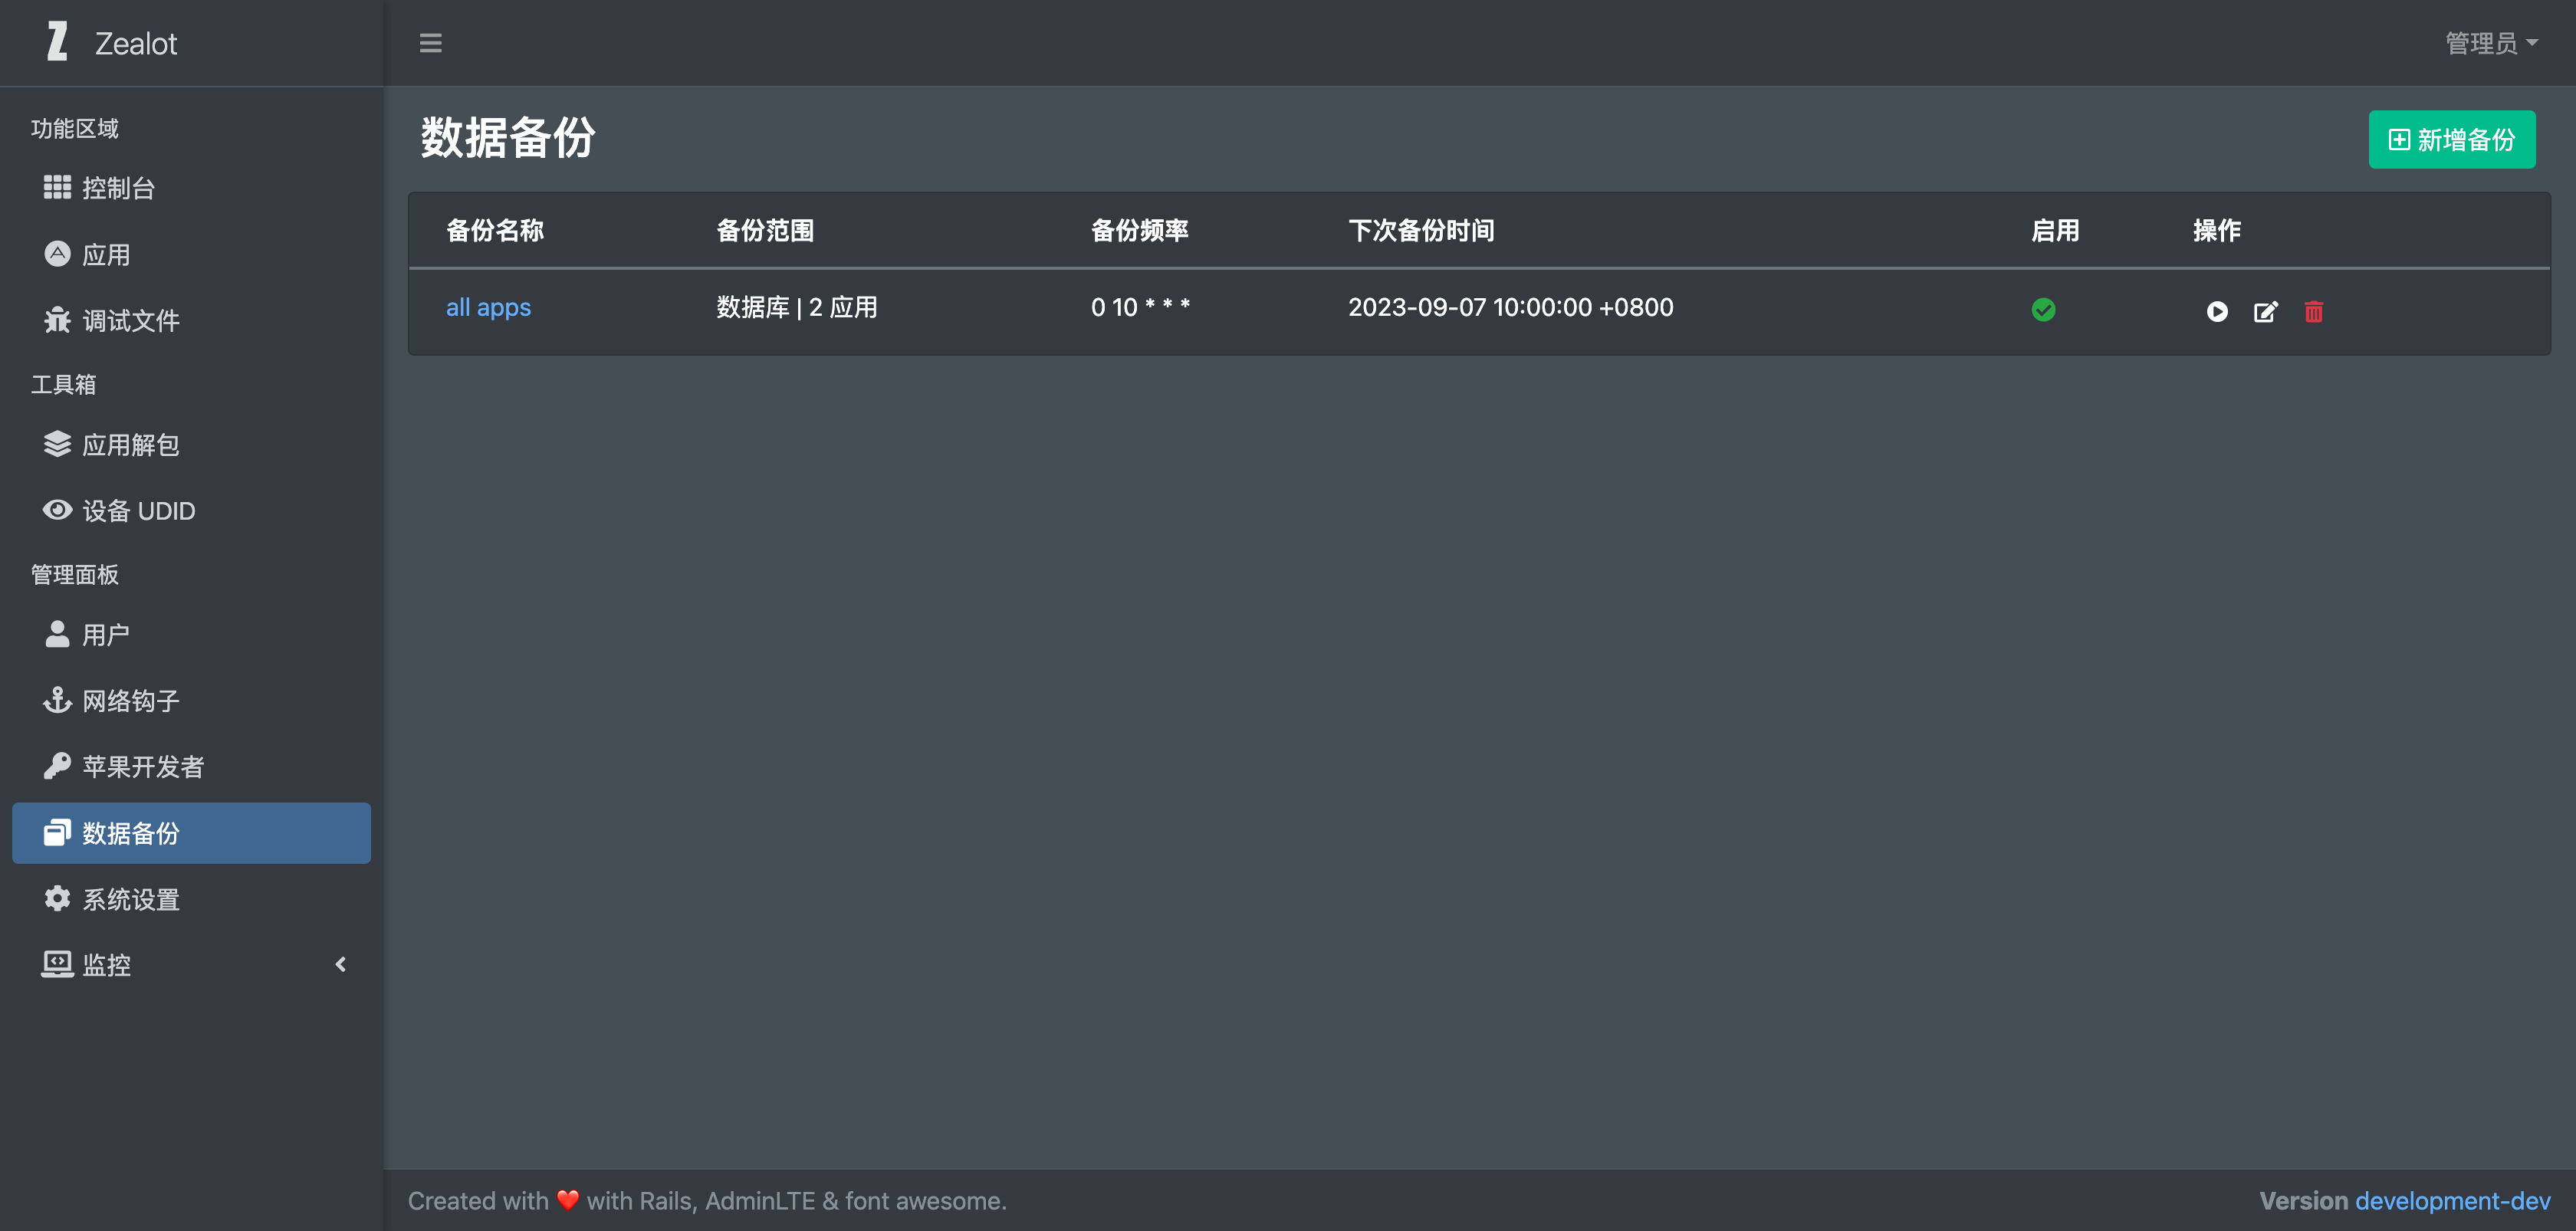 Zealot
管理员
功能区域
控制台
应用
调试文件
工具箱
应用解包
设备 UDID
管理面板
用户
网络钩子
苹果开发者
数据备份
系统设置
监控
数据备份
新增备份
备份名称 备份范围 备份频率 下次备份时间 启用 操作
all apps 数据库 | 2 应用 0 10 * * * 2023-09-07 10:00:00 +0800
Created with ❤️ with Rails, AdminLTE & font awesome.
Version development-dev